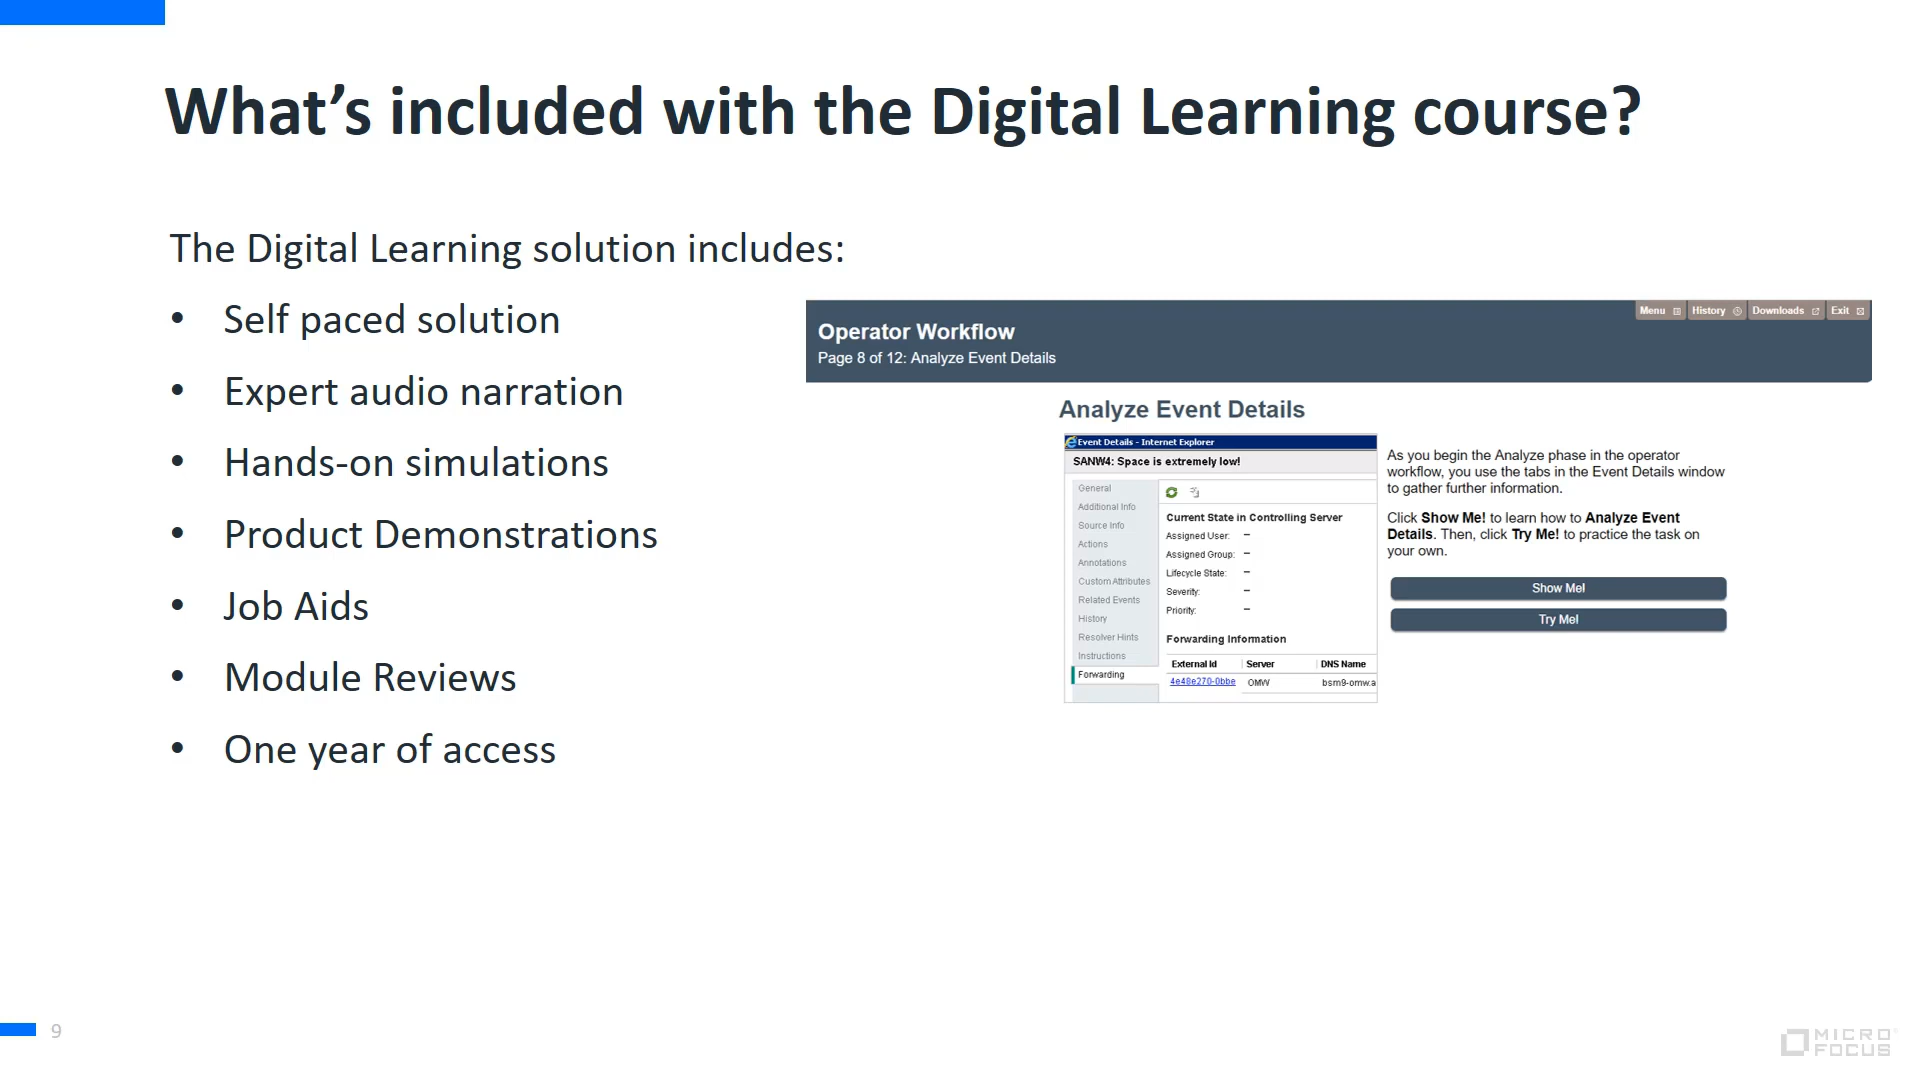 What's included with the Digital Learning course?
The Digital Learning solution includes:
• Self paced solution
• Expert audio narration
• Hands-on simulations
• Product Demonstrations
• Job Aids
• Module Reviews
• One year of access
Menu History Downloads Exit
Operator Workflow
Page 8 of 12: Analyze Event Details
Analyze Event Details
Event Details - Internet Explorer
SANW4: Space is extremely low!
General
Additional Info
Source Info
Actions
Annotations
Custom Attributes
Related Events
History
Resolver Hints
Instructions
Forwarding
Current State in Controlling Server
Assigned User: –
Assigned Group: –
Lifecycle State: –
Severity: –
Priority: –
Forwarding Information
External Id Server DNS Name
4e48e270-0bbe OMW bsm9-omw.a
As you begin the Analyze phase in the operator
workflow, you use the tabs in the Event Details window
to gather further information.
Click Show Me! to learn how to Analyze Event
Details. Then, click Try Me! to practice the task on
your own.
Show Me!
Try Me!
9
MICRO
FOCUS